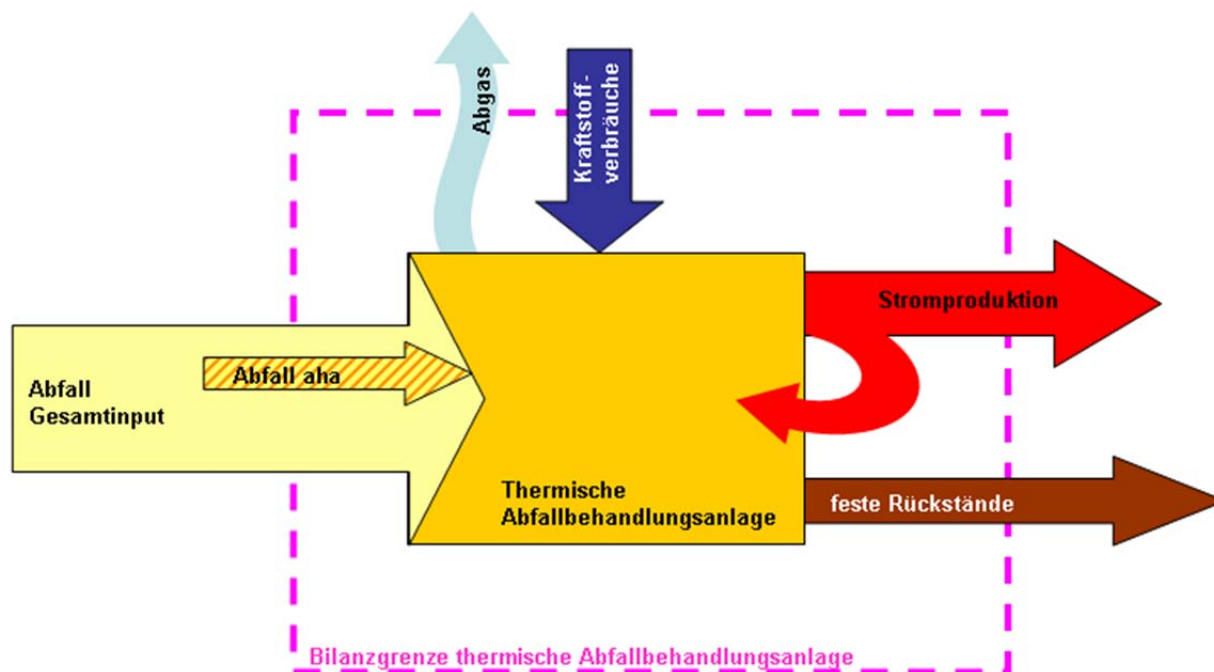 Abgas
Kraftstoff-
verbräuche
Stromproduktion
Abfall aha
Abfall
Gesamtinput
Thermische
Abfallbehandlungsanlage
feste Rückstände
Bilanzgrenze thermische Abfallbehandlungsanlage